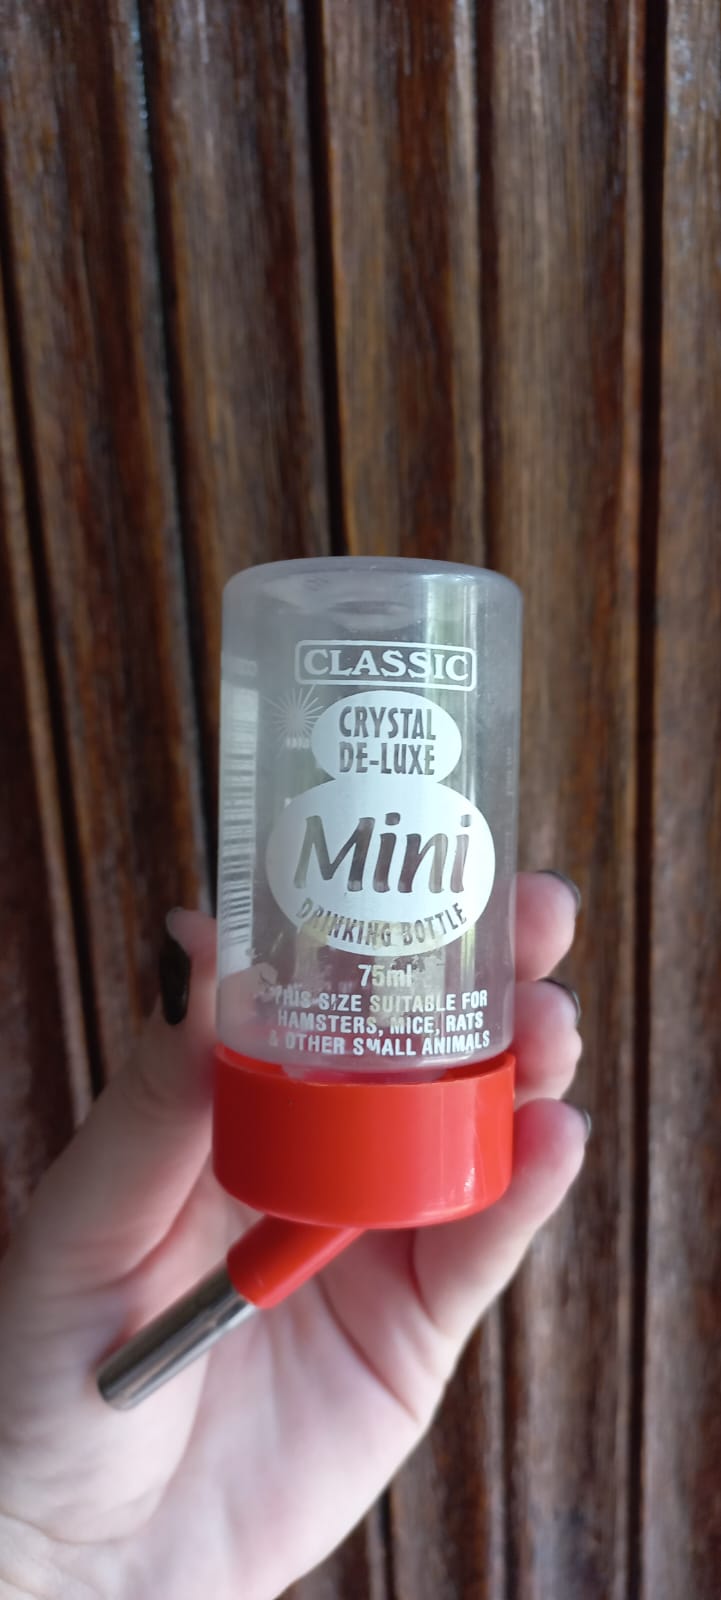 CLASSIC
CRYSTAL
DE-LUXE
Mini
DRINKING BOTTLE
75ml
THIS SIZE SUITABLE FOR
HAMSTERS, MICE, RATS
& OTHER SMALL ANIMALS